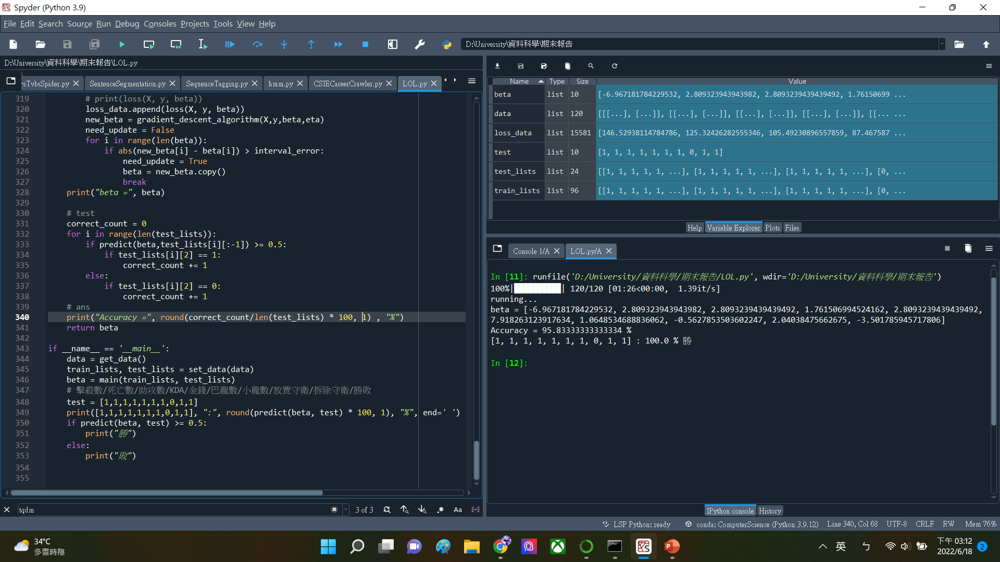 Spyder (Python 3.9)
File Edit Search Source Run Debug Consoles Projects Tools View Help
D:\University\資料科學\期末報告
D:\University\資料科學\期末報告\LOL.py
sTvbsSpider.py SentenceSegmentation.py SequenceTagging.py hmm.py CSIECareerCrawler.py LOL.py
319 # print(loss(X, y, beta))
320 loss_data.append(loss(X, y, beta))
321 new_beta = gradient_descent_algorithm(X,y,beta,eta)
322 need_update = False
323 for i in range(len(beta)):
324 if abs(new_beta[i] - beta[i]) > interval_error:
325 need_update = True
326 beta = new_beta.copy()
327 break
328 print("beta =", beta)
329
330 # test
331 correct_count = 0
332 for i in range(len(test_lists)):
333 if predict(beta,test_lists[i][:-1]) >= 0.5:
334 if test_lists[i][2] == 1:
335 correct_count += 1
336 else:
337 if test_lists[i][2] == 0:
338 correct_count += 1
339 # ans
340 print("Accuracy =", round(correct_count/len(test_lists) * 100, 1) , "%")
341 return beta
342
343 if __name__ == '__main__':
344 data = get_data()
345 train_lists, test_lists = set_data(data)
346 beta = main(train_lists, test_lists)
347 # 擊殺數/死亡數/助攻數/KDA/金錢/巴龍數/小龍數/放置守衛/拆除守衛/勝敗
348 test = [1,1,1,1,1,1,1,0,1,1]
349 print([1,1,1,1,1,1,1,0,1,1], ":", round(predict(beta, test) * 100, 1), "%", end=' ')
350 if predict(beta, test) >= 0.5:
351 print("勝")
352 else:
353 print("敗")
354
355
tqdm 3 of 3 .* Aa
Name Type Size Value
beta list 10 [-6.967181784229532, 2.809323943943982, 2.8093239439439492, 1.76150699 ...
data list 120 [[[...], [...]], [[...], [...]], [[...], [...]], [[...], [...]], [[... ...
loss_data list 15581 [146.52938114784786, 125.32426282555346, 105.49230896557859, 87.467587 ...
test list 10 [1, 1, 1, 1, 1, 1, 1, 0, 1, 1]
test_lists list 24 [[1, 1, 1, 1, 1, ...], [1, 1, 1, 1, 1, ...], [1, 1, 1, 1, 1, ...], [0, ...
train_lists list 96 [[1, 1, 1, 1, 1, ...], [1, 1, 1, 1, 1, ...], [1, 1, 1, 1, 1, ...], [0, ...
Help Variable Explorer Plots Files
Console 1/A LOL.py/A
In [11]: runfile('D:/University/資料科學/期末報告/LOL.py', wdir='D:/University/資料科學/期末報告')
100%|██████████| 120/120 [01:26<00:00, 1.39it/s]
running...
beta = [-6.967181784229532, 2.809323943943982, 2.8093239439439492, 1.761506994524162, 2.8093239439439492,
7.918263123917634, 1.0648534688836062, -0.5627853503602247, 2.04038475662675, -3.501785945717806]
Accuracy = 95.83333333333334 %
[1, 1, 1, 1, 1, 1, 1, 0, 1, 1] : 100.0 % 勝
In [12]:
IPython console History
LSP Python: ready conda: ComputerScience (Python 3.9.12) Line 340, Col 68 UTF-8 CRLF RW Mem 76%
34°C
多雲時陰
英 ㄅ
下午 03:12
2022/6/18
2